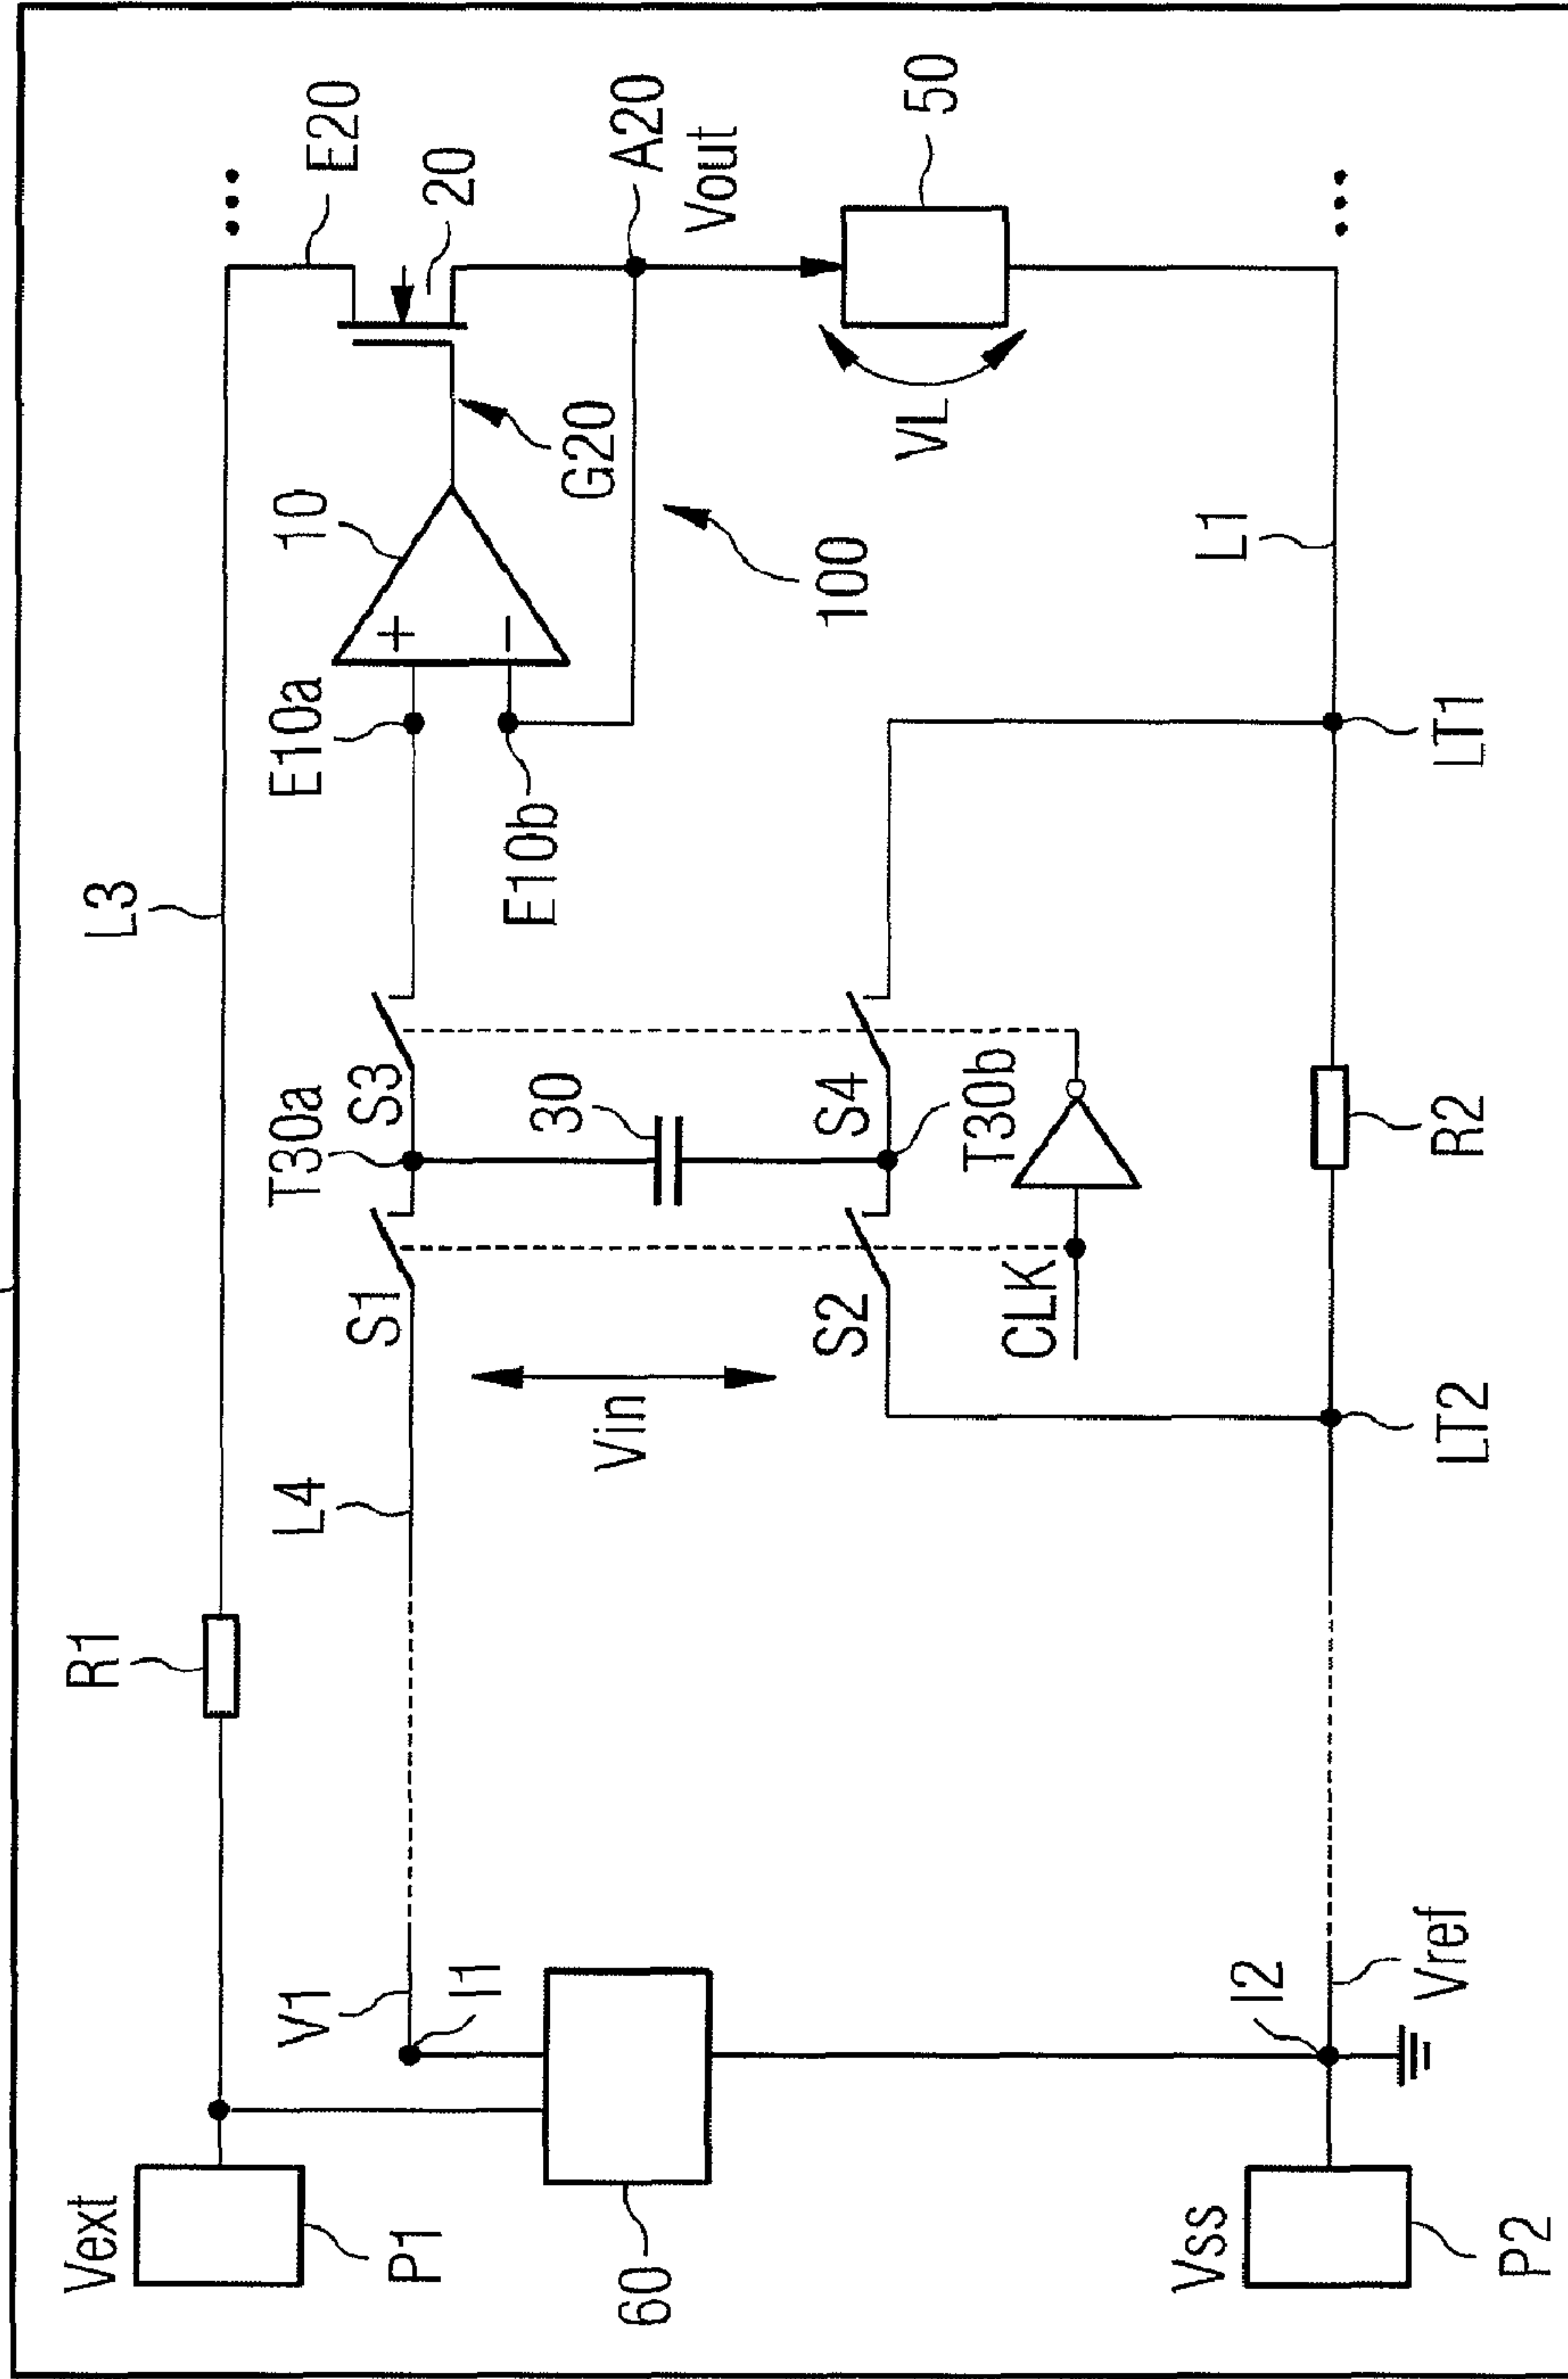 Vext
P1
R1
L3
E20
20
V1
I1
L4
S1
T30a
S3
E10a
10
+
−
G20
A20
Vout
E10b
100
60
Vin
30
S2
S4
T30b
CLK
VL
50
Vss
P2
I2
Vref
LT2
R2
LT1
L1